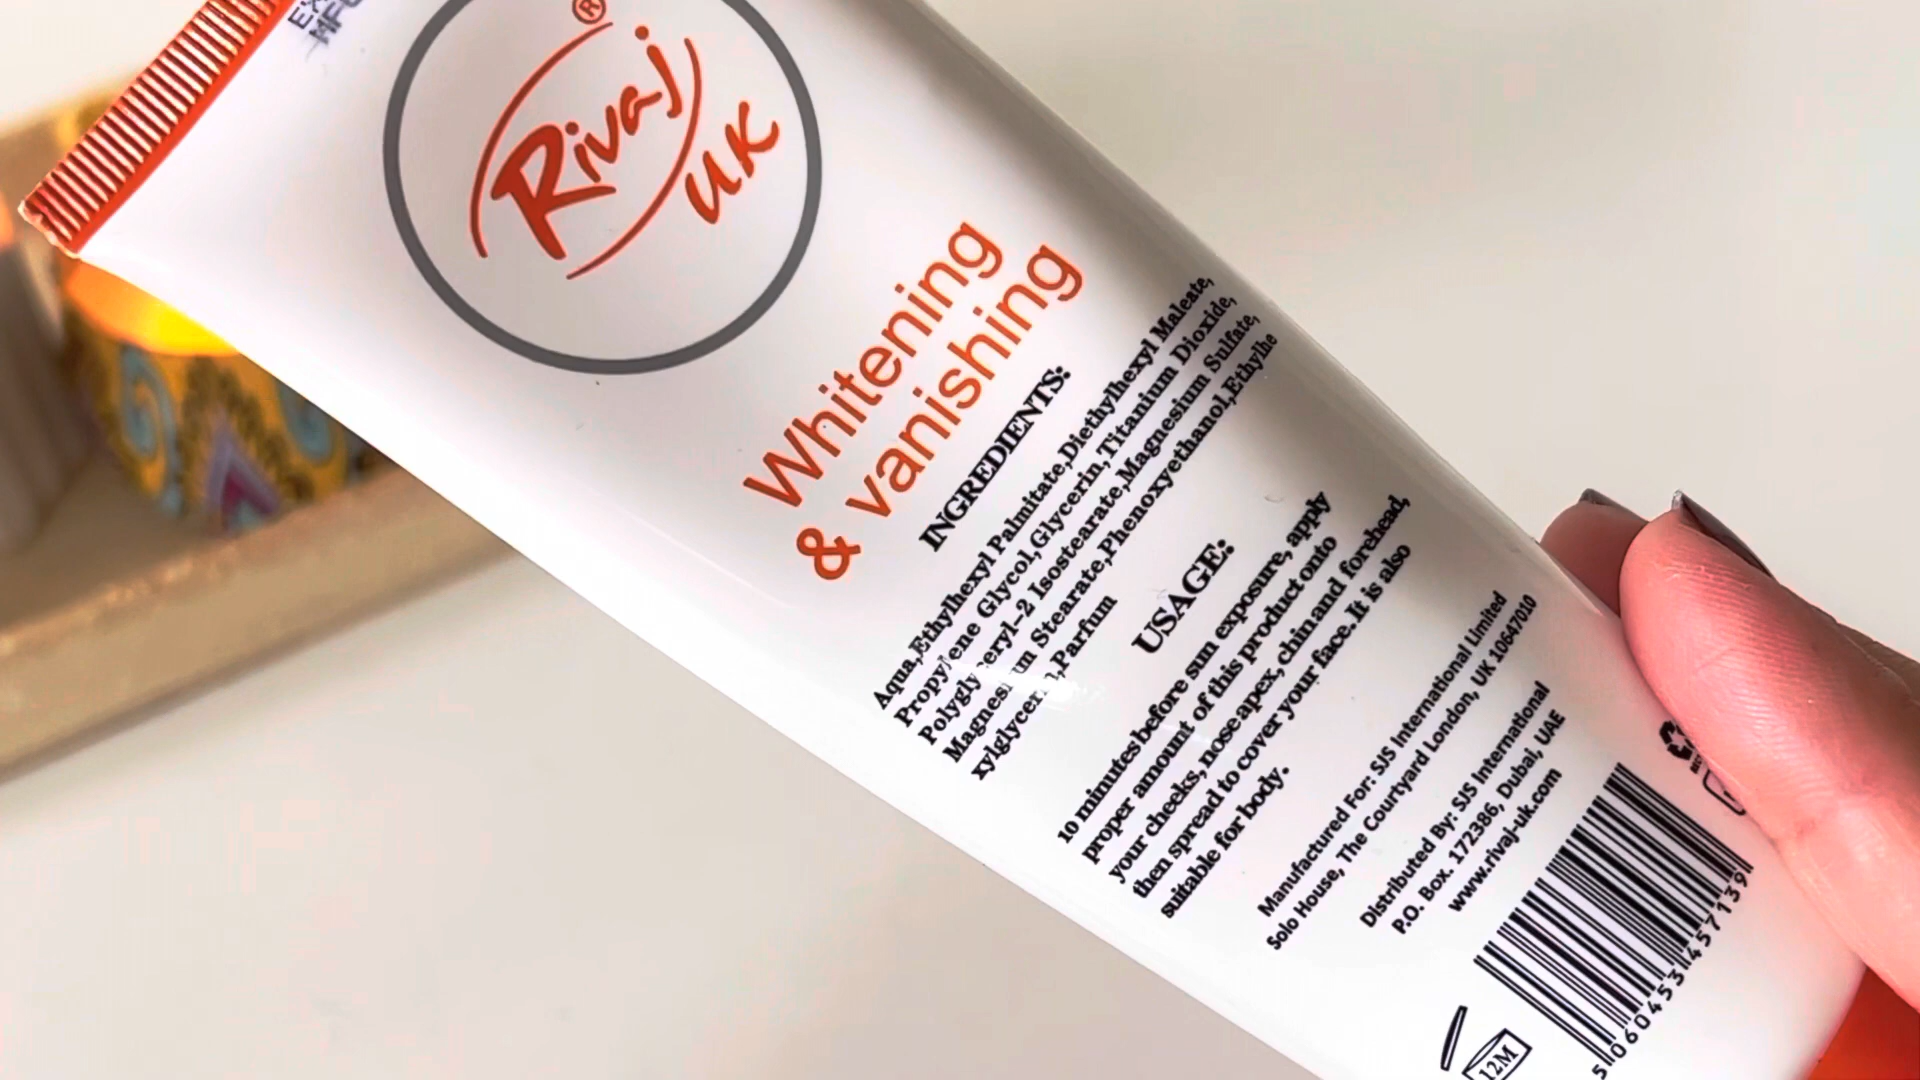 ®
Rivaj
UK
Whitening
& vanishing
INGREDIENTS:
Aqua,Ethylhexyl Palmitate,Diethylhexyl Maleate,
Propylene Glycol,Glycerin,Titanium Dioxide,
Isostearate,Magnesium Sulfate,
Stearate,Phenoxyethanol,Ethylhe
Parfum
USAGE:
10 minutes before sun exposure, apply
proper amount of this product onto
your cheeks, nose apex, chin and forehead,
then spread to cover your face. It is also
suitable for body.
Manufactured For: SJS International Limited
Solo House, The Courtyard London, UK 10647010
Distributed By: SJS International
P.O. Box. 172386, Dubai, UAE
www.rivaj-uk.com
5060453457139
12M